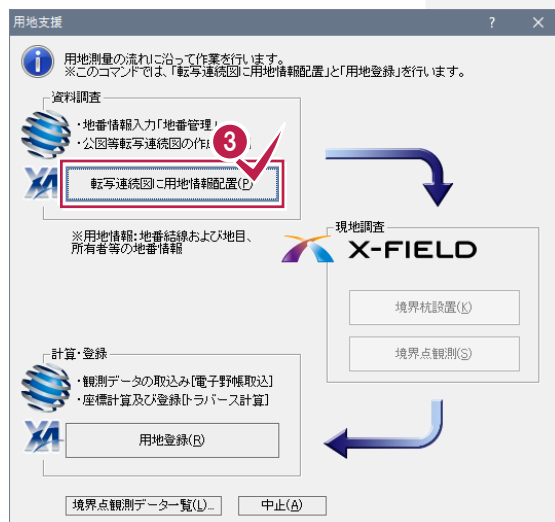 用地支援
? ×
用地測量の流れに沿って作業を行います。
※このコマンドでは、「転写連続図に用地情報配置」と「用地登録」を行います。
資料調査
・地番情報入力「地番管理」
・公図等転写連続図の作
3
転写連続図に用地情報配置(P)
※用地情報：地番結線および地目、
所有者等の地番情報
現地調査
X-FIELD
境界杭設置(K)
境界点観測(S)
計算・登録
・観測データの取込み[電子野帳取込]
・座標計算及び登録[トラバース計算]
用地登録(R)
境界点観測データ一覧(L)...
中止(A)